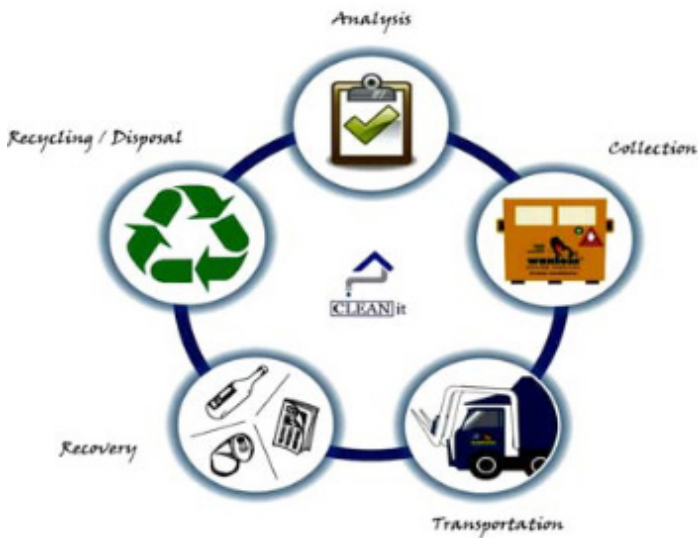 Analysis
Recycling / Disposal
Collection
CLEAN it
Recovery
Transportation